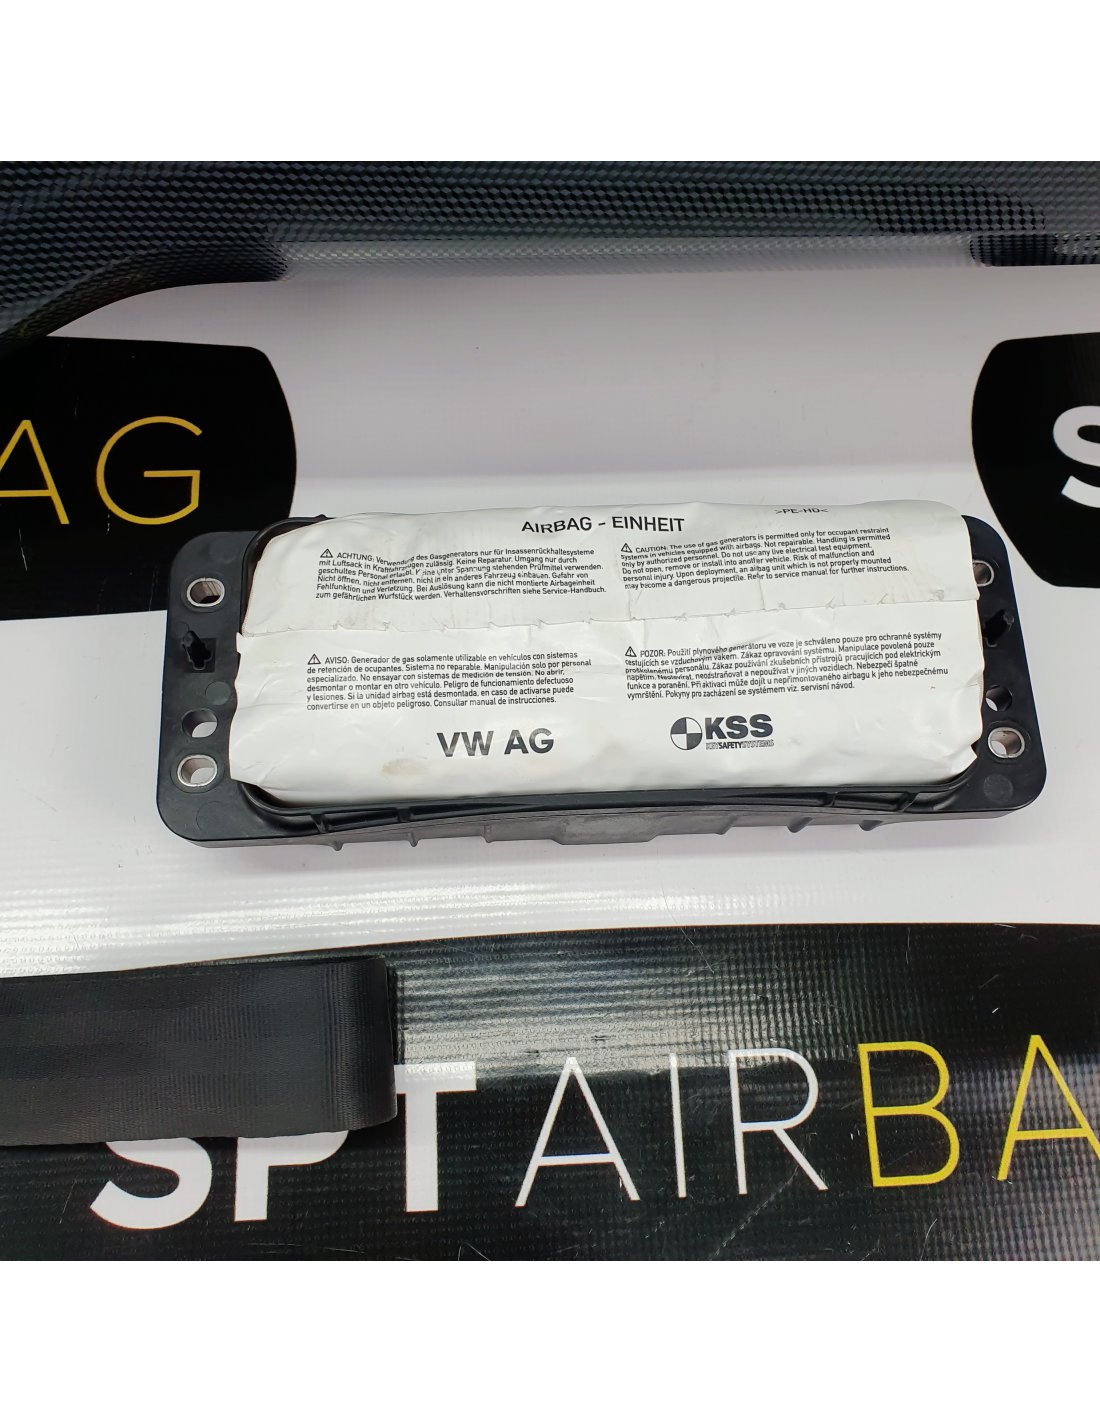 AG
S
AIRBAG - EINHEIT
>PE-HD<
ACHTUNG: Verwendung des Gasgenerators nur für Insassenrückhaltesysteme
mit Luftsack in Kraftfahrzeugen zulässig. Keine Reparatur. Umgang nur durch
geschultes Personal erlaubt. Keine unter Spannung stehenden Prüfmittel verwenden.
Nicht öffnen, nicht entfernen, nicht in ein anderes Fahrzeug einbauen. Gefahr von
Fehlfunktion und Verletzung. Bei Auslösung kann die nicht montierte Airbageinheit
zum gefährlichen Wurfstück werden. Verhaltensvorschriften siehe Service-Handbuch.
CAUTION: The use of gas generators is permitted only for occupant restraint
systems in vehicles equipped with airbags. Not repairable. Handling is permitted
only by authorized personnel. Do not use any live electrical test equipment.
Do not open, remove or install into another vehicle. Risk of malfunction and
personal injury. Upon deployment, an airbag unit which is not properly mounted
may become a dangerous projectile. Refer to service manual for further instructions.
AVISO: Generador de gas solamente utilizable en vehículos con sistemas
de retención de ocupantes. Sistema no reparable. Manipulación solo por personal
especializado. No ensayar con sistemas de medición de tensión. No abrir,
desmontar o montar en otro vehículo. Peligro de funcionamiento defectuoso
y lesiones. Si la unidad airbag está desmontada, en caso de activarse puede
convertirse en un objeto peligroso. Consullar manual de instrucciones.
POZOR: Použití plynového generátoru ve voze je schváleno pouze pro ochranné systémy
cestujících se vzduchovým vakem. Zákaz opravování systému. Manipulace povolená pouze
proškolenému personálu. Zákaz používání zkušebních přístrojů pracujících pod elektrickým
napětím. Neotevírat, neodstraňovat a nepoužívat v jiných vozidlech. Nebezpečí špatné
funkce a poranění. Při aktivaci může dojít u nepřimontovaného airbagu k jeho nebezpečnému
vymrštění. Pokyny pro zacházení se systémem viz. servisní návod.
VW AG
KSS
KEYSAFETYSYSTEMS
SPTAIRBA